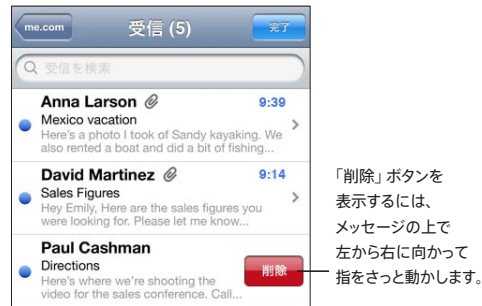 me.com 受信 (5) 完了
受信を検索
Anna Larson 9:39
Mexico vacation
Here's a photo I took of Sandy kayaking. We
also rented a boat and did a bit of fishing...
David Martinez 9:14
Sales Figures
Hey Emily, Here are the sales figures you
were looking for. Please let me know...
Paul Cashman
Directions
Here's where we're shooting the
video for the sales conference. Call...
削除
「削除」ボタンを
表示するには、
メッセージの上で
左から右に向かって
指をさっと動かします。